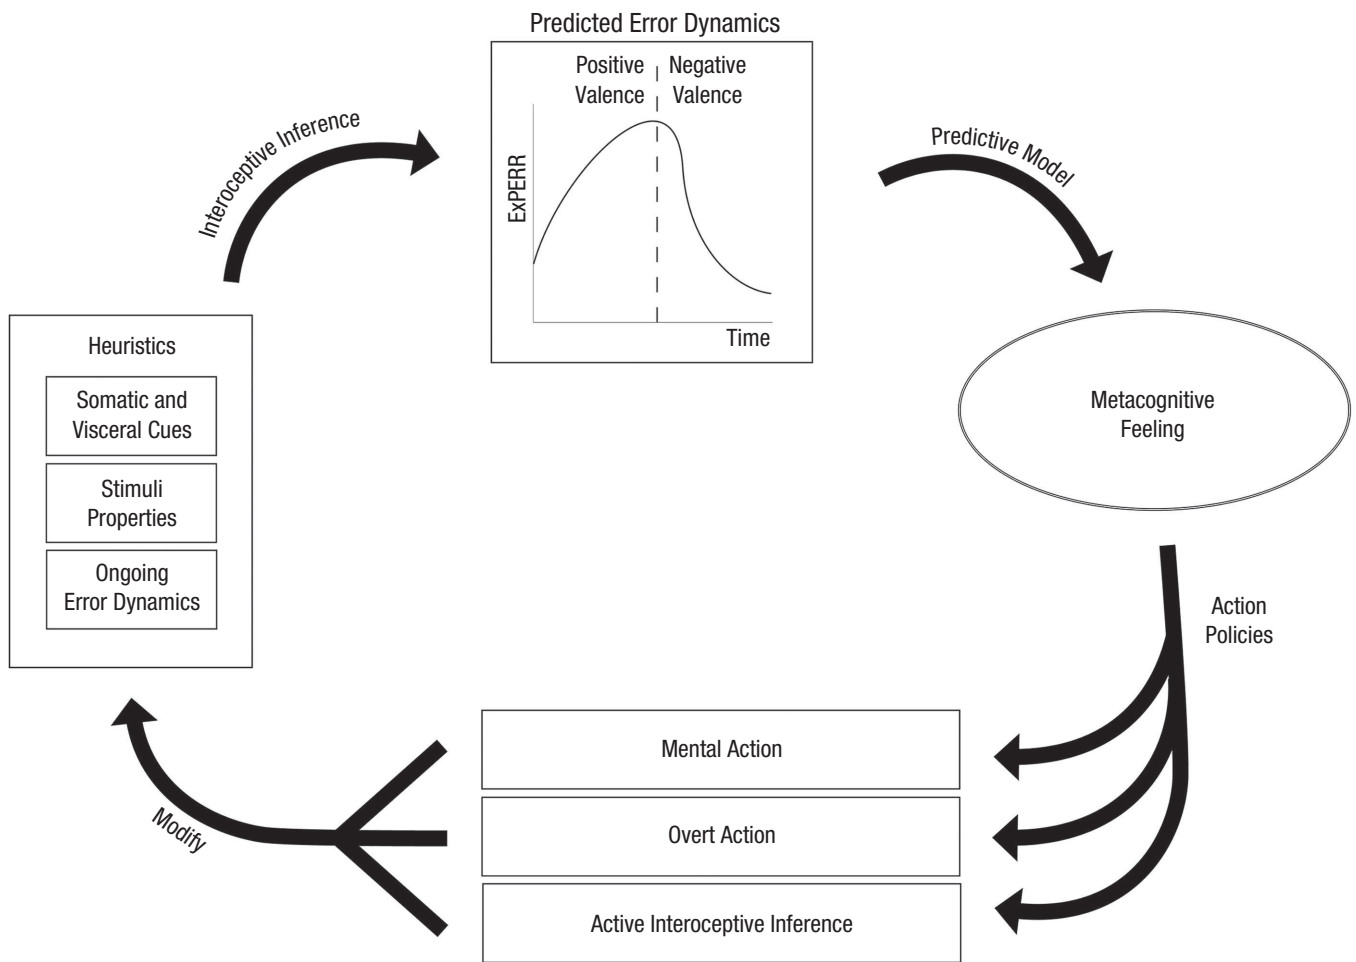 Predicted Error Dynamics
Positive
Valence
Negative
Valence
ExPERR
Time
Interoceptive Inference
Predictive Model
Heuristics
Somatic and
Visceral Cues
Stimuli
Properties
Ongoing
Error Dynamics
Metacognitive
Feeling
Action
Policies
Mental Action
Overt Action
Active Interoceptive Inference
Modify